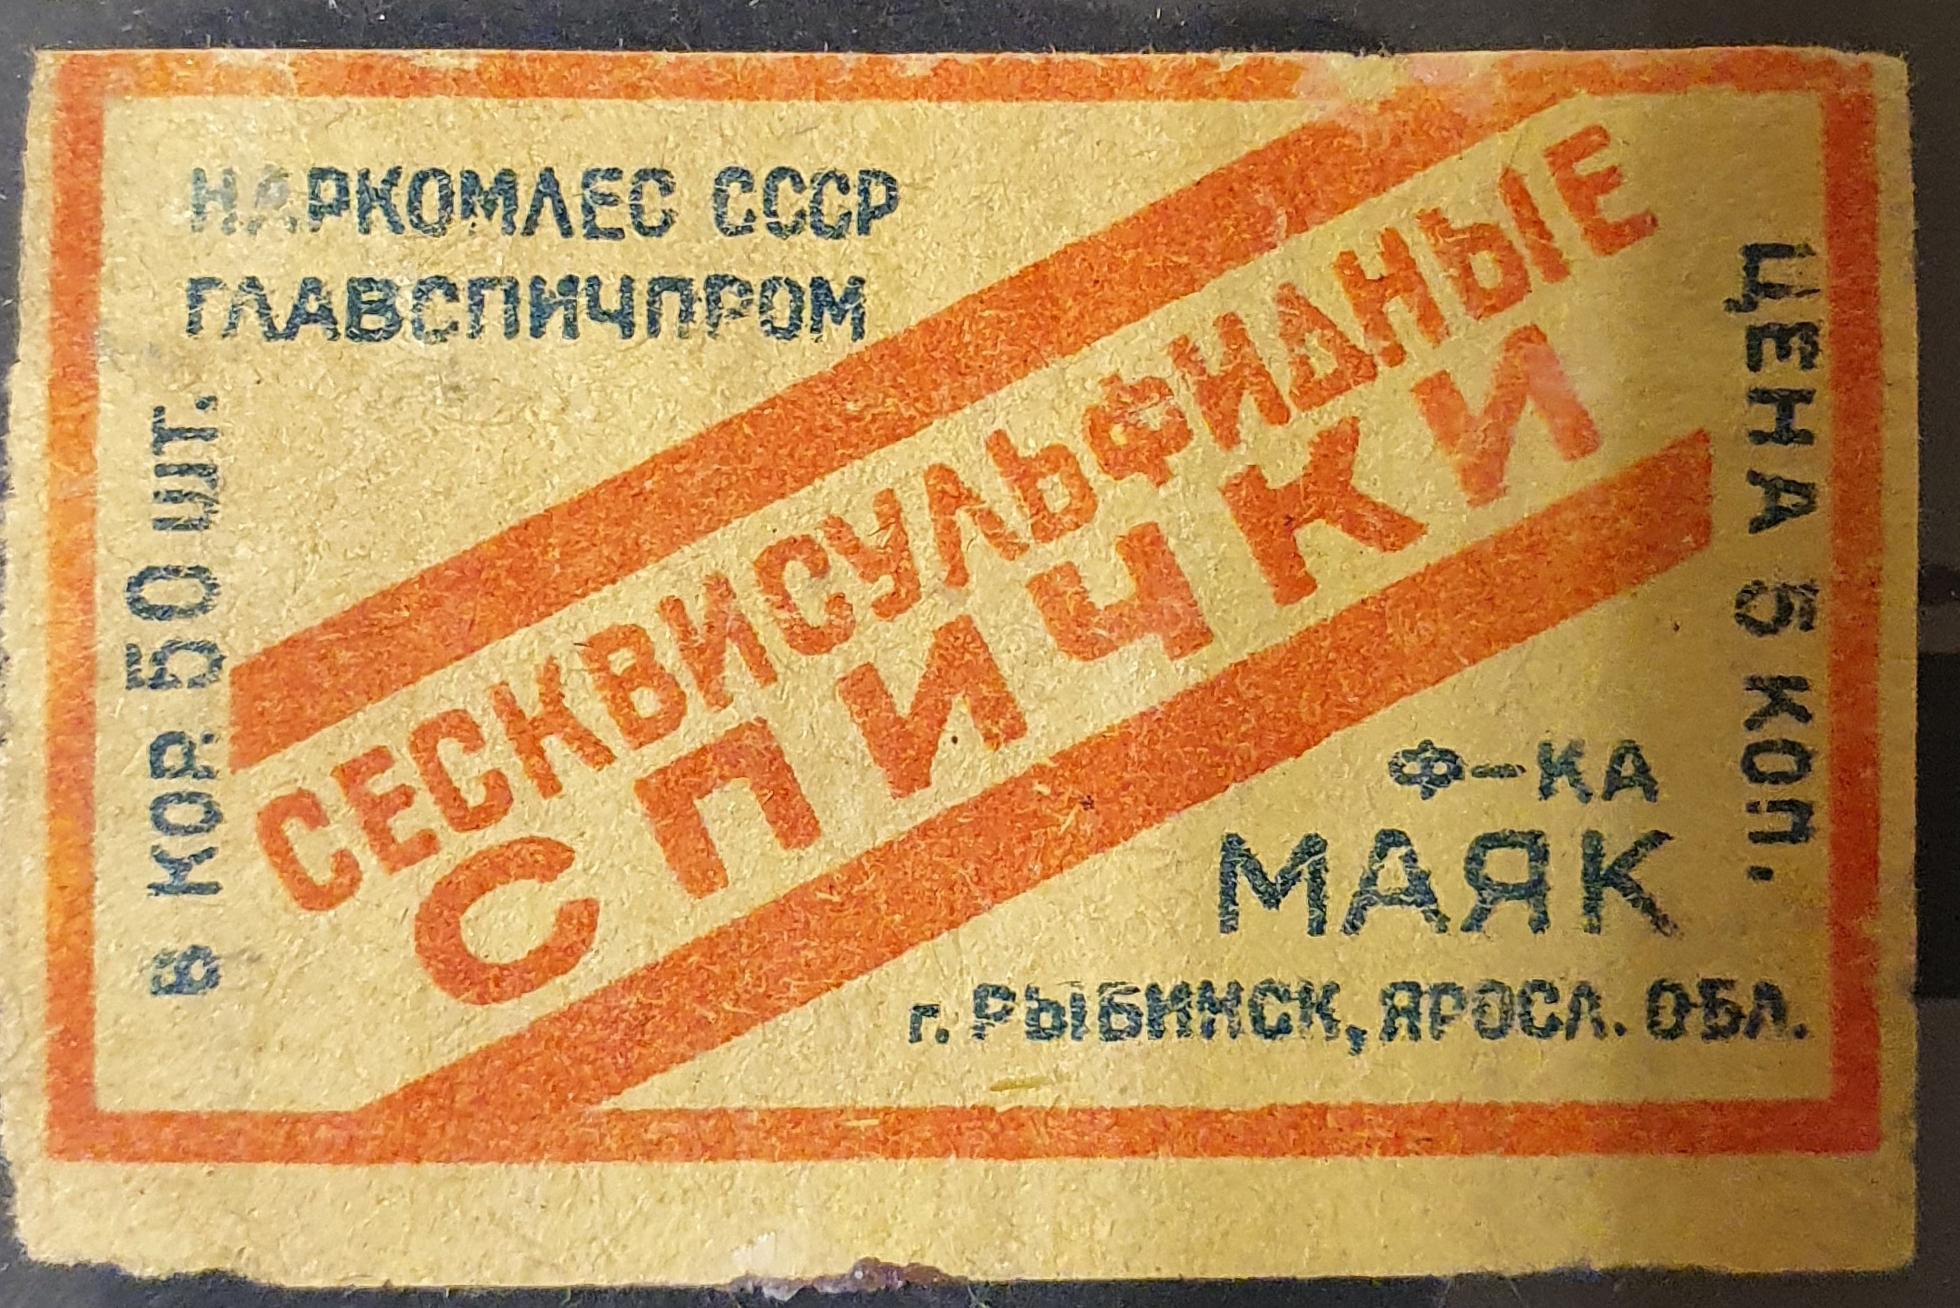 НАРКОМЛЕС СССР
ГЛАВСПИЧПРОМ
В КОР. 50 ШТ.
СЕСКВИСУЛЬФИДНЫЕ
СПИЧКИ
ЦЕНА 5 КОП.
Ф-КА
МАЯК
г. РЫБИНСК, ЯРОСЛ. ОБЛ.